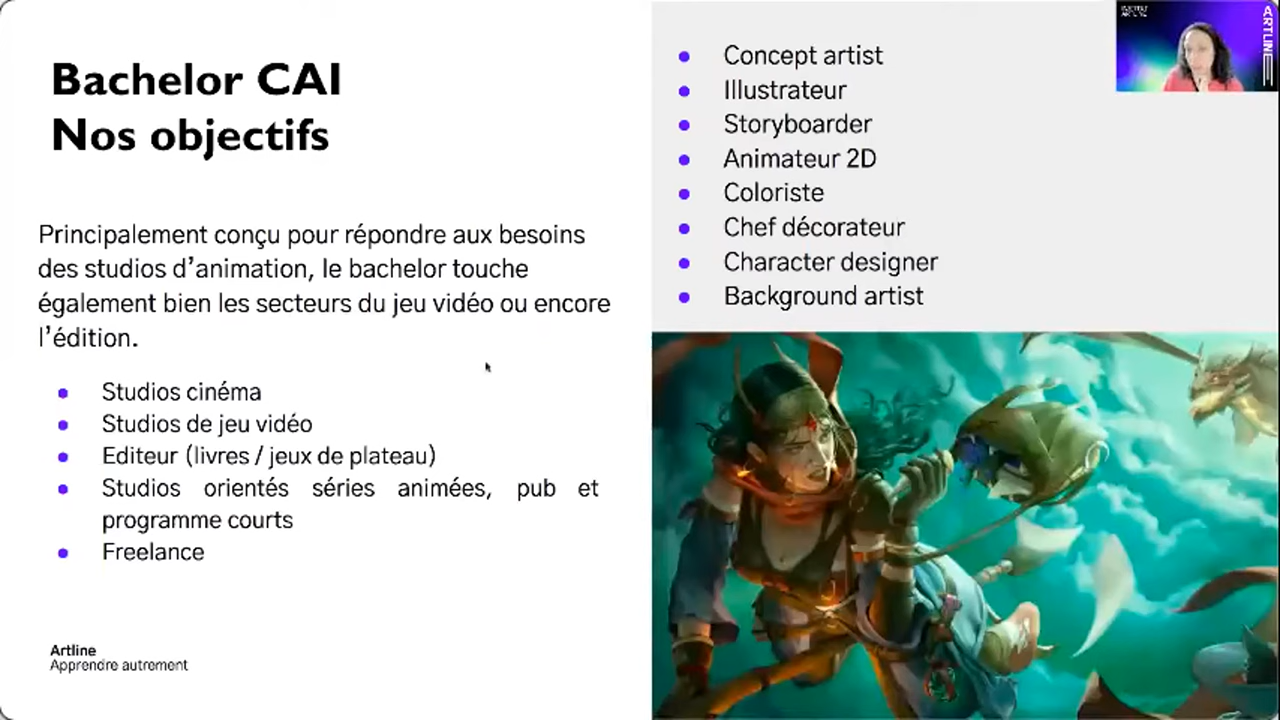 Bachelor CAI
Nos objectifs
Principalement conçu pour répondre aux besoins
des studios d'animation, le bachelor touche
également bien les secteurs du jeu vidéo ou encore
l'édition.
• Studios cinéma
• Studios de jeu vidéo
• Editeur (livres / jeux de plateau)
• Studios orientés séries animées, pub et
programme courts
• Freelance
Artline
Apprendre autrement
• Concept artist
• Illustrateur
• Storyboarder
• Animateur 2D
• Coloriste
• Chef décorateur
• Character designer
• Background artist
ARTLINE